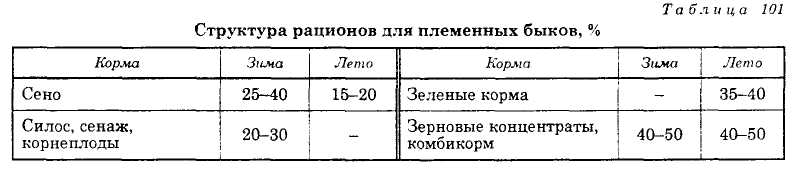 Таблица 101
Структура рационов для племенных быков, %
Корма Зима Лето Корма Зима Лето
Сено 25–40 15–20 Зеленые корма – 35–40
Силос, сенаж, корнеплоды 20–30 – Зерновые концентраты, комбикорм 40–50 40–50